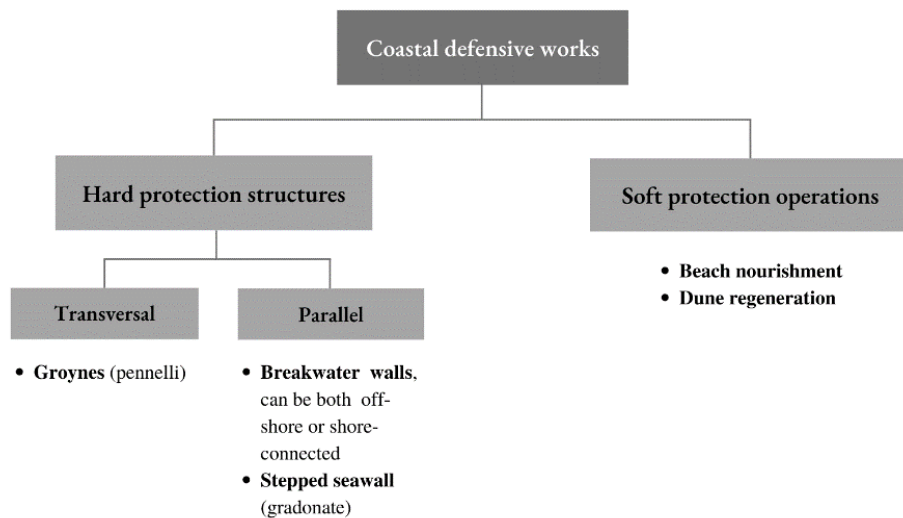 Coastal defensive works
Hard protection structures
Soft protection operations
• Beach nourishment
• Dune regeneration
Transversal
Parallel
• Groynes (pennelli)
• Breakwater walls,
can be both off-
shore or shore-
connected
• Stepped seawall
(gradonate)